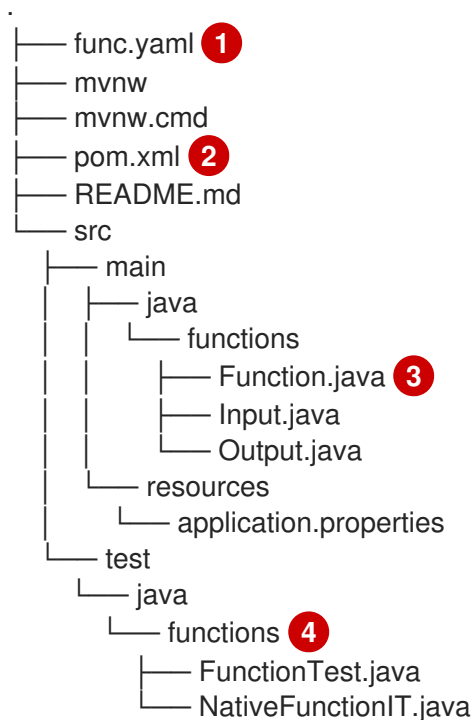 .
├── func.yaml 1
├── mvnw
├── mvnw.cmd
├── pom.xml 2
├── README.md
└── src
    ├── main
    │   ├── java
    │   │   └── functions
    │   │       ├── Function.java 3
    │   │       ├── Input.java
    │   │       └── Output.java
    │   └── resources
    │       └── application.properties
    └── test
        └── java
            └── functions 4
                ├── FunctionTest.java
                └── NativeFunctionIT.java